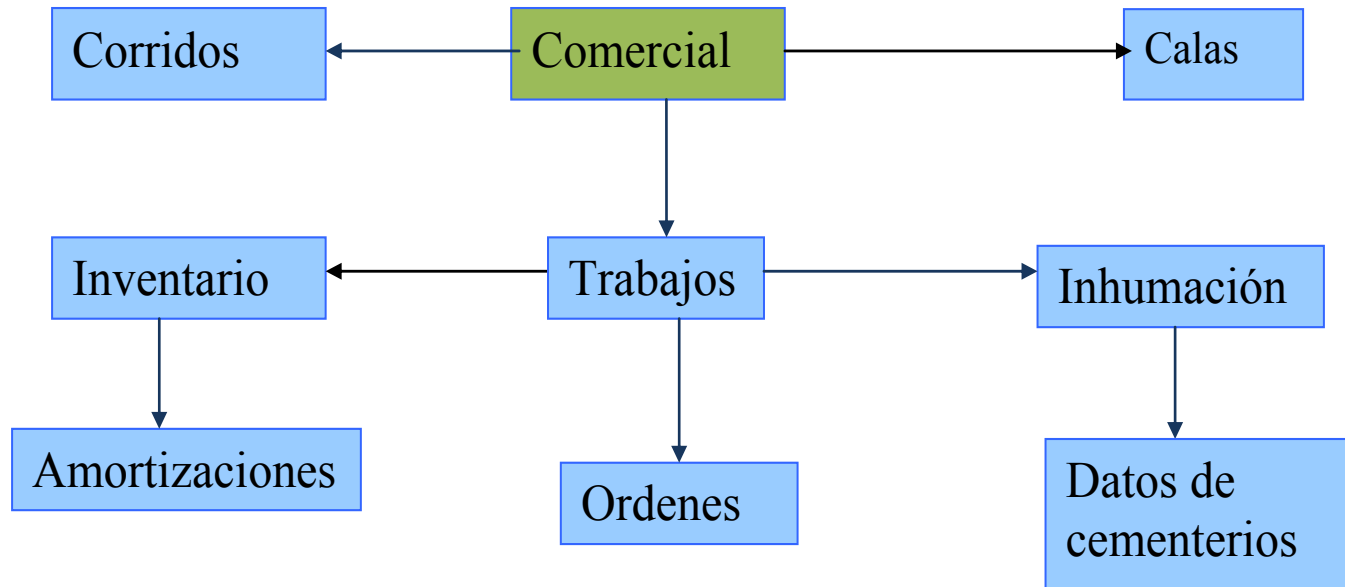 Corridos
Comercial
Calas
Inventario
Trabajos
Inhumación
Amortizaciones
Ordenes
Datos de
cementerios